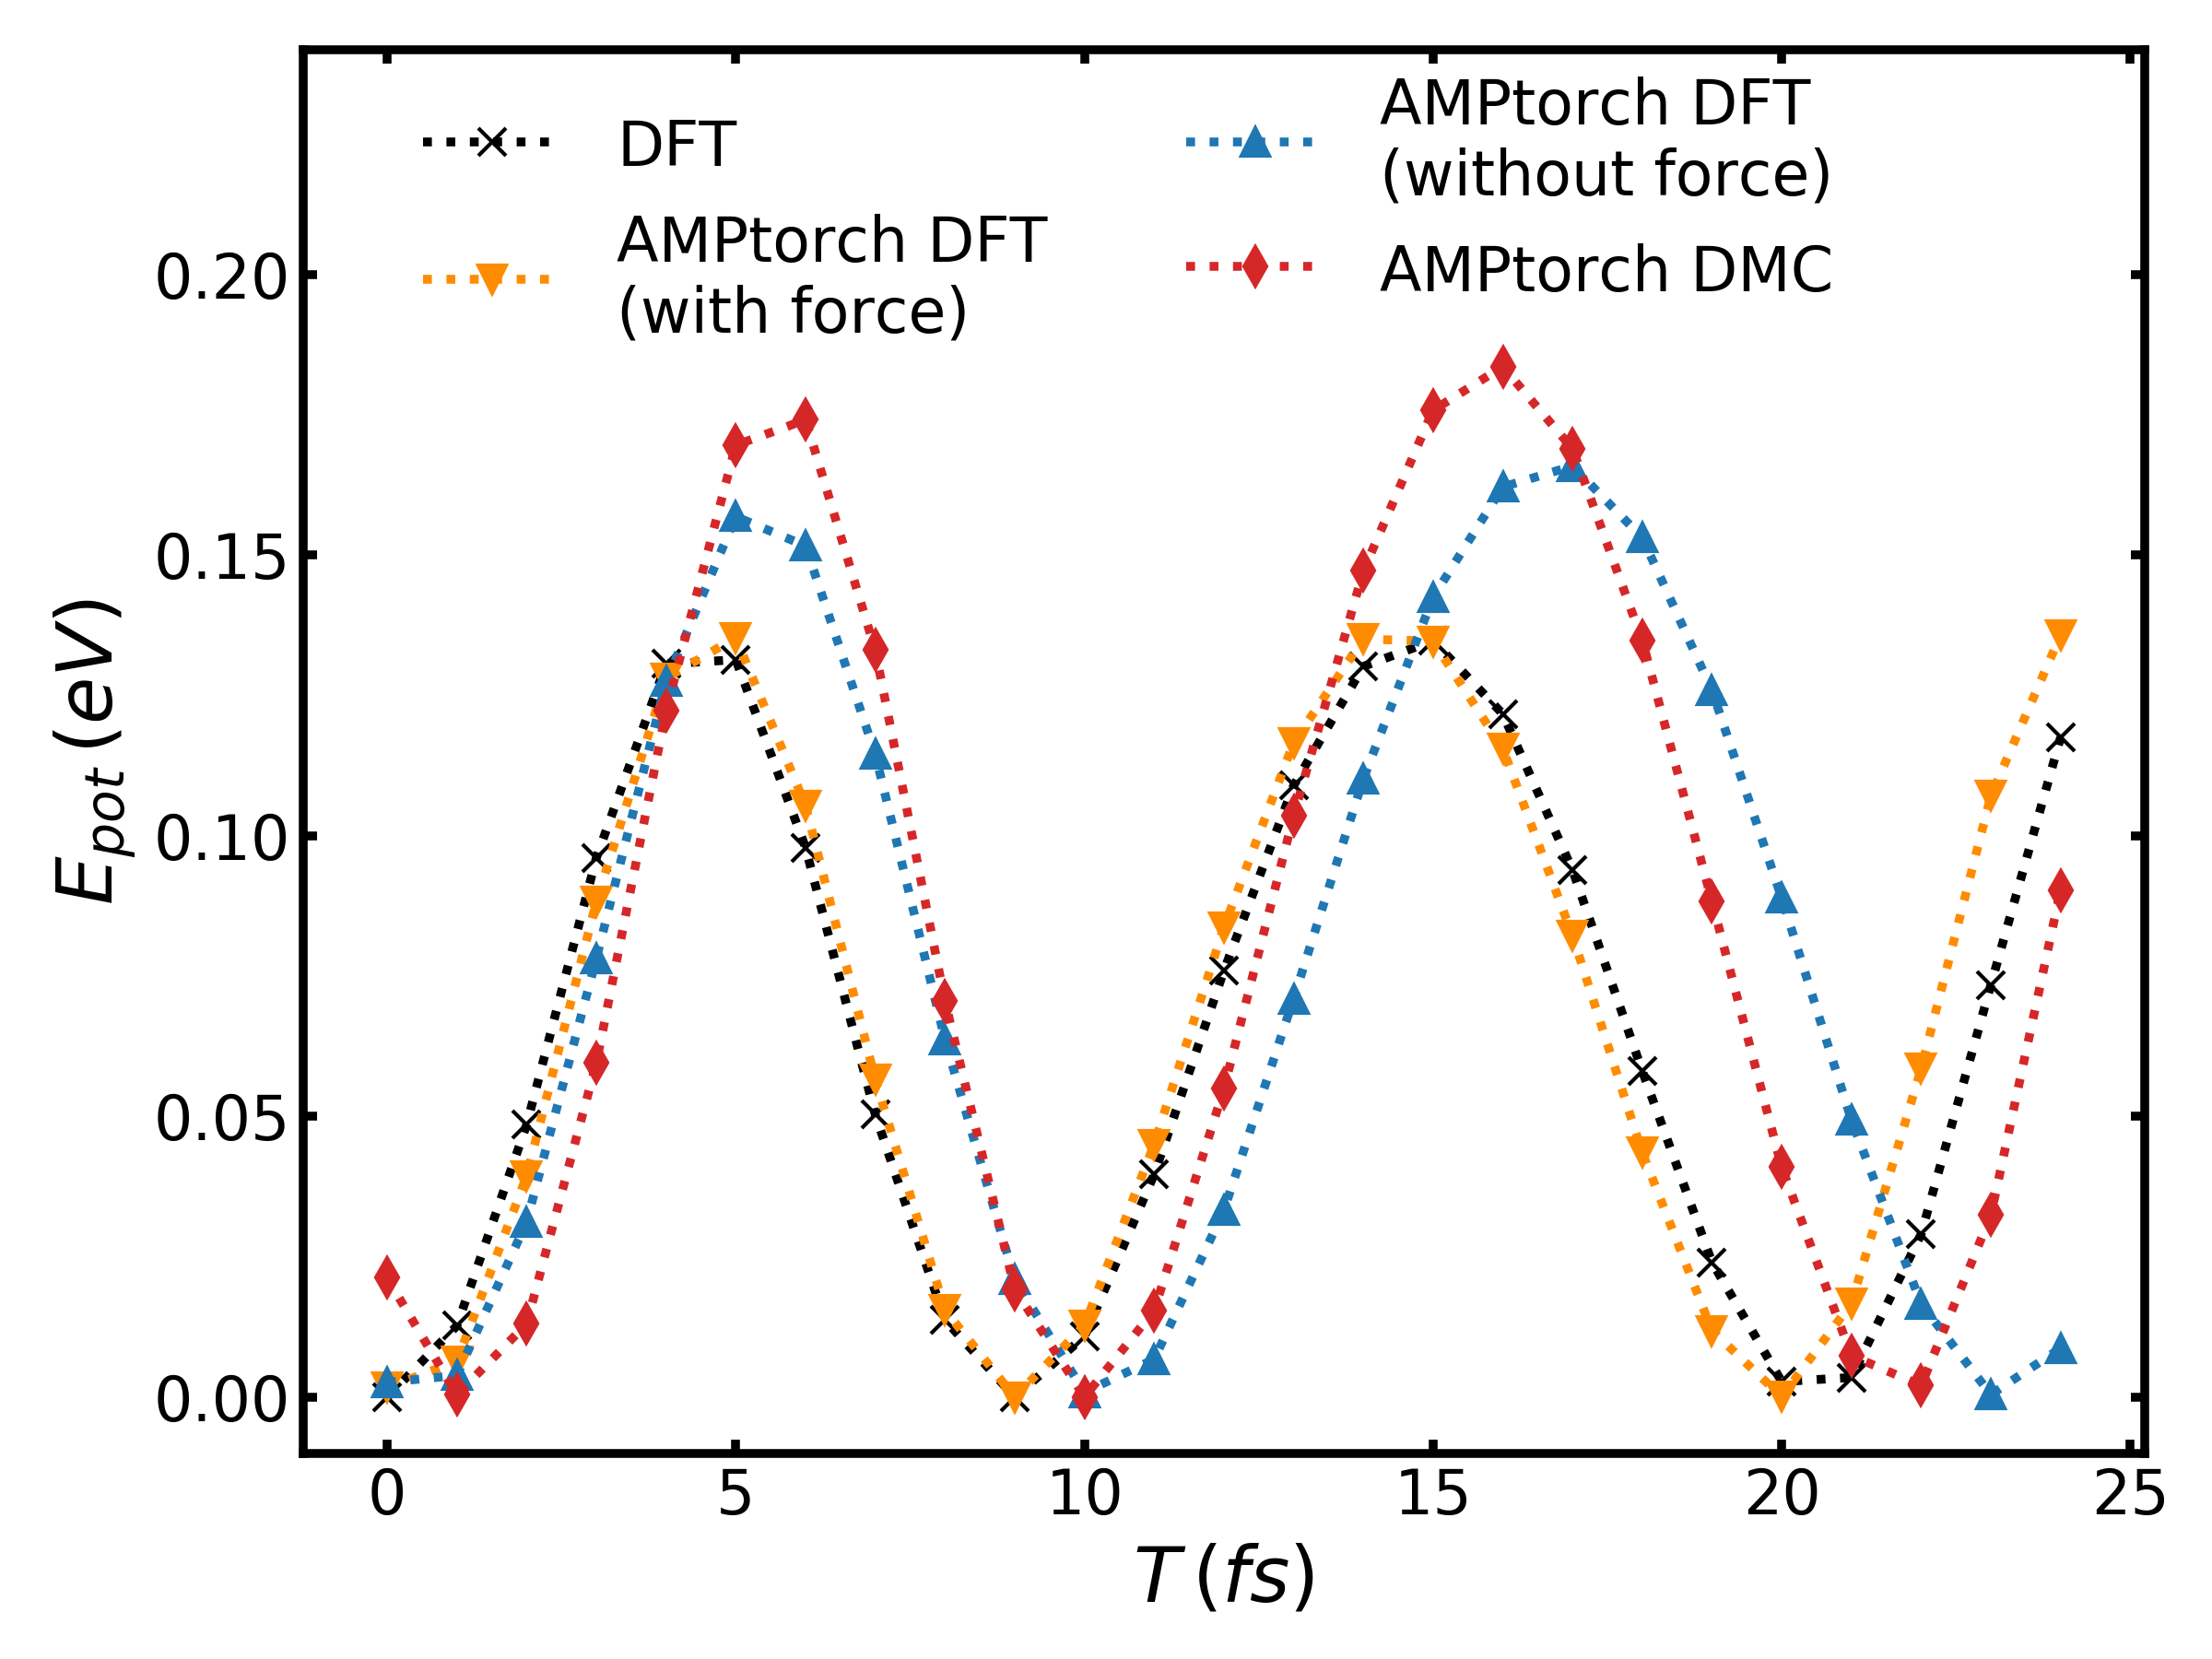 DFT
AMPtorch DFT
(with force)
AMPtorch DFT
(without force)
AMPtorch DMC
0.20
0.15
0.10
0.05
0.00
E_pot (eV)
0 5 10 15 20 25
T (fs)